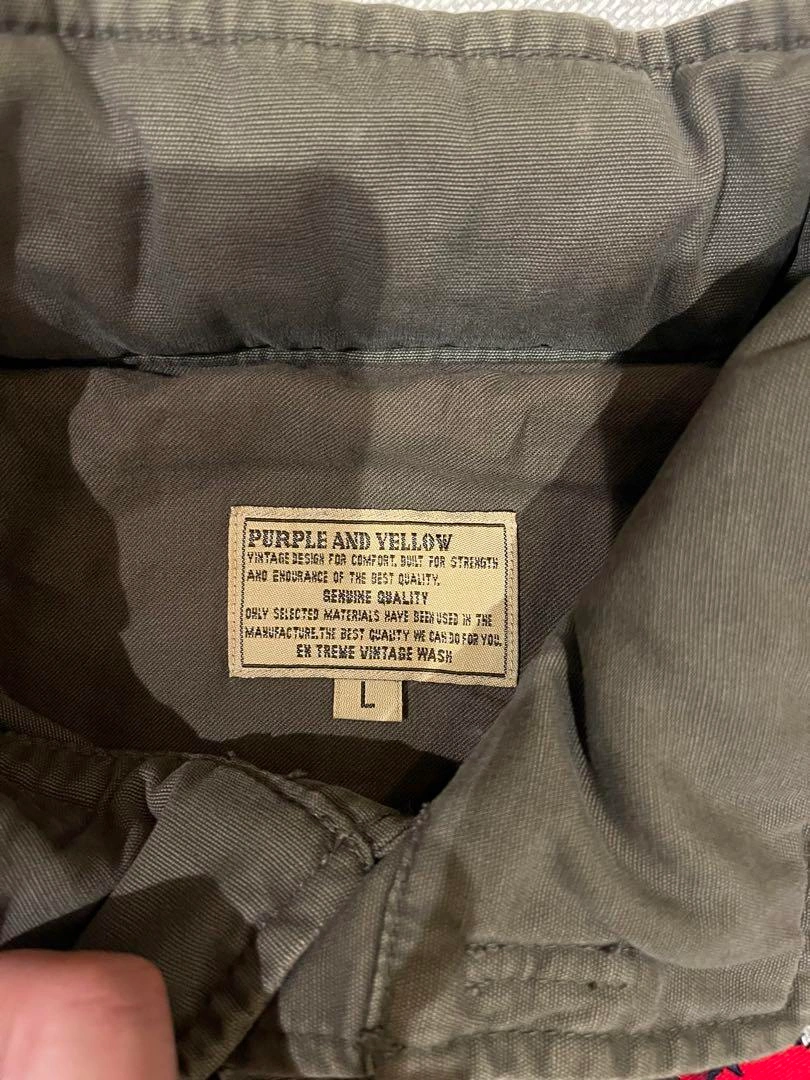 PURPLE AND YELLOW
VINTAGE DESIGN FOR COMFORT, BUILT FOR STRENGTH
AND ENDURANCE OF THE BEST QUALITY.
GENUINE QUALITY
ONLY SELECTED MATERIALS HAVE BEEN USED IN THE
MANUFACTURE.THE BEST QUALITY WE CAN DO FOR YOU.
EX TREME VINTAGE WASH
L